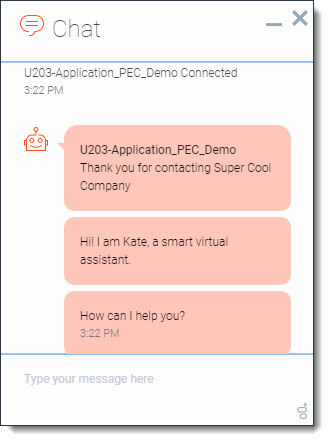 Chat
U203-Application_PEC_Demo Connected
3:22 PM
U203-Application_PEC_Demo
Thank you for contacting Super Cool
Company
Hi! I am Kate, a smart virtual
assistant.
How can I help you?
3:22 PM
Type your message here